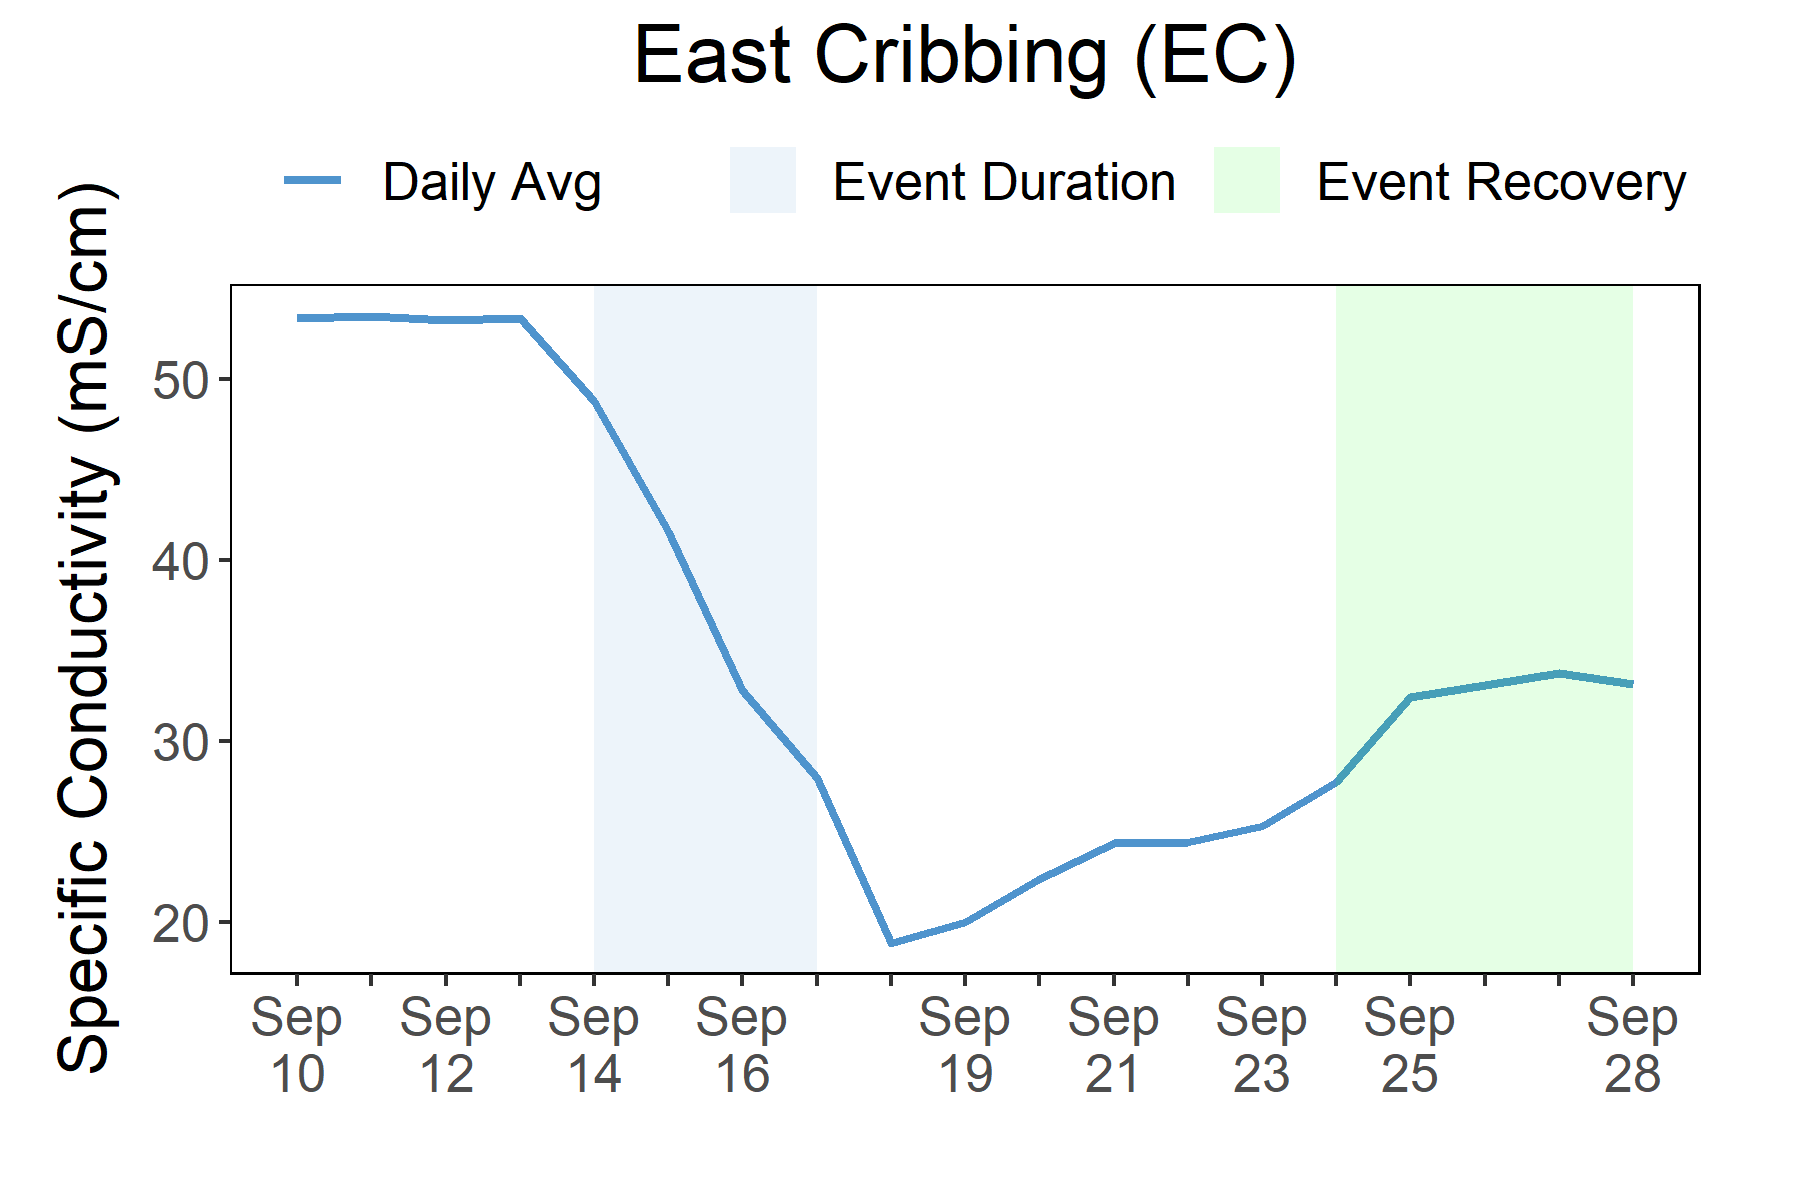 East Cribbing (EC)
Daily Avg
Event Duration
Event Recovery
Specific Conductivity (mS/cm)
50
40
30
20
Sep
10
Sep
12
Sep
14
Sep
16
Sep
19
Sep
21
Sep
23
Sep
25
Sep
28